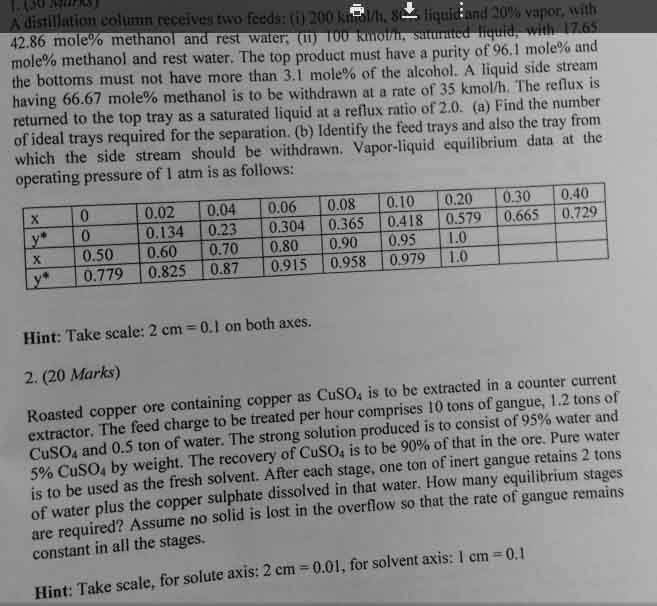 A distillation column receives two feeds: (i) 200 kmol/h, liquid and 20% vapor, with
42.86 mole% methanol and rest water; (ii) 100 kmol/h, saturated liquid, with 17.65
mole% methanol and rest water. The top product must have a purity of 96.1 mole% and
the bottoms must not have more than 3.1 mole% of the alcohol. A liquid side stream
having 66.67 mole% methanol is to be withdrawn at a rate of 35 kmol/h. The reflux is
returned to the top tray as a saturated liquid at a reflux ratio of 2.0. (a) Find the number
of ideal trays required for the separation. (b) Identify the feed trays and also the tray from
which the side stream should be withdrawn. Vapor-liquid equilibrium data at the
operating pressure of 1 atm is as follows:
x 0 0.02 0.04 0.06 0.08 0.10 0.20 0.30 0.40
y* 0 0.134 0.23 0.304 0.365 0.418 0.579 0.665 0.729
x 0.50 0.60 0.70 0.80 0.90 0.95 1.0
y* 0.779 0.825 0.87 0.915 0.958 0.979 1.0
Hint: Take scale: 2 cm = 0.1 on both axes.
2. (20 Marks)
Roasted copper ore containing copper as CuSO₄ is to be extracted in a counter current
extractor. The feed charge to be treated per hour comprises 10 tons of gangue, 1.2 tons of
CuSO₄ and 0.5 ton of water. The strong solution produced is to consist of 95% water and
5% CuSO₄ by weight. The recovery of CuSO₄ is to be 90% of that in the ore. Pure water
is to be used as the fresh solvent. After each stage, one ton of inert gangue retains 2 tons
of water plus the copper sulphate dissolved in that water. How many equilibrium stages
are required? Assume no solid is lost in the overflow so that the rate of gangue remains
constant in all the stages.
Hint: Take scale, for solute axis: 2 cm = 0.01, for solvent axis: 1 cm = 0.1